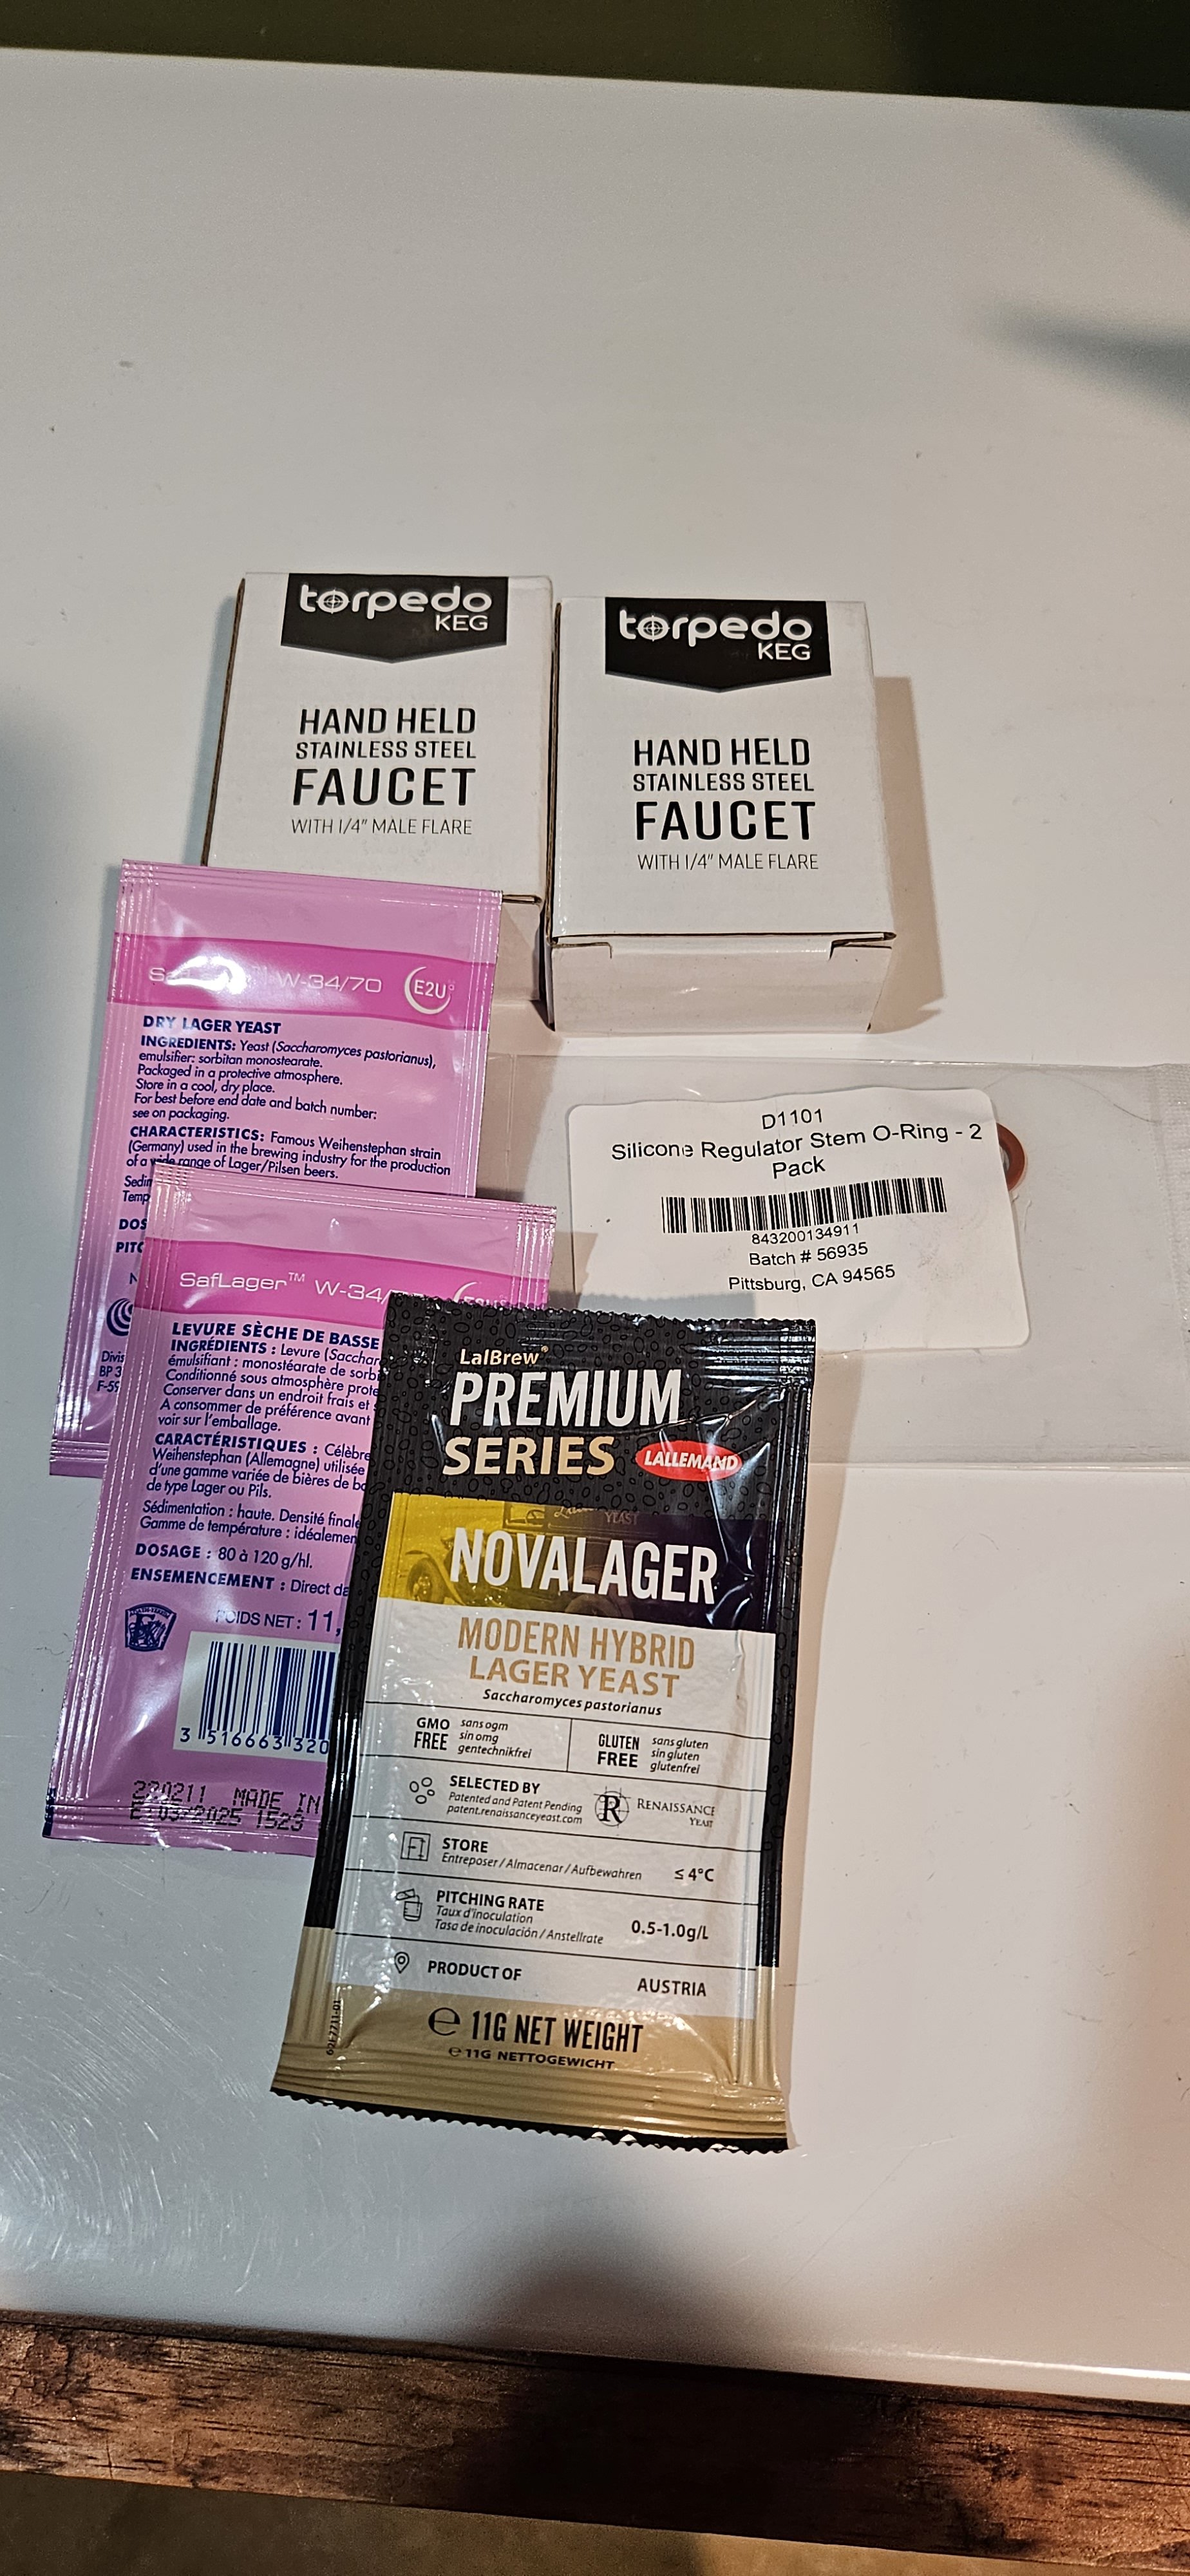 torpedo
KEG
HAND HELD
STAINLESS STEEL
FAUCET
WITH 1/4" MALE FLARE
torpedo
KEG
HAND HELD
STAINLESS STEEL
FAUCET
WITH 1/4" MALE FLARE
W-34/70 E2U
DRY LAGER YEAST
INGREDIENTS: Yeast (Saccharomyces pastorianus),
emulsifier: sorbitan monostearate.
Packaged in a protective atmosphere.
Store in a cool, dry place.
For best before end date and batch number:
see on packaging.
CHARACTERISTICS: Famous Weihenstephan strain
(Germany) used in the brewing industry for the production
of a wide range of Lager/Pilsen beers.
D1101
Silicone Regulator Stem O-Ring - 2
Pack
843200134911
Batch # 56935
Pittsburg, CA 94565
SafLager™ W-34/
LEVURE SÈCHE DE BASSE
INGRÉDIENTS : Levure (Sacchar
émulsifiant : monostéarate de sorb
Conditionné sous atmosphère prote
Conserver dans un endroit frais et
A consommer de préférence avant
voir sur l'emballage.
CARACTÉRISTIQUES : Célèbre
Weihenstephan (Allemagne) utilisée
d'une gamme variée de bières de ba
de type Lager ou Pils.
Sédimentation : haute. Densité finale
Gamme de température : idéalemen
DOSAGE : 80 à 120 g/hl.
ENSEMENCEMENT : Direct da
POIDS NET : 11,
3 516663 320
MADE IN
E 03/2025 1523
LalBrew®
PREMIUM
SERIES
LALLEMAND
NOVALAGER
MODERN HYBRID
LAGER YEAST
Saccharomyces pastorianus
GMO FREE
sans ogm
sin omg
gentechnikfrei
GLUTEN FREE
sans gluten
sin gluten
glutenfrei
SELECTED BY
Patented and Patent Pending
patent.renaissanceyeast.com
R RENAISSANCE
YEAST
STORE
Entreposer / Almacenar / Aufbewahren
≤ 4°C
PITCHING RATE
Taux d'inoculation
Tasa de inoculación / Anstellrate
0.5-1.0g/L
PRODUCT OF AUSTRIA
e 11G NET WEIGHT
e 11G NETTOGEWICHT